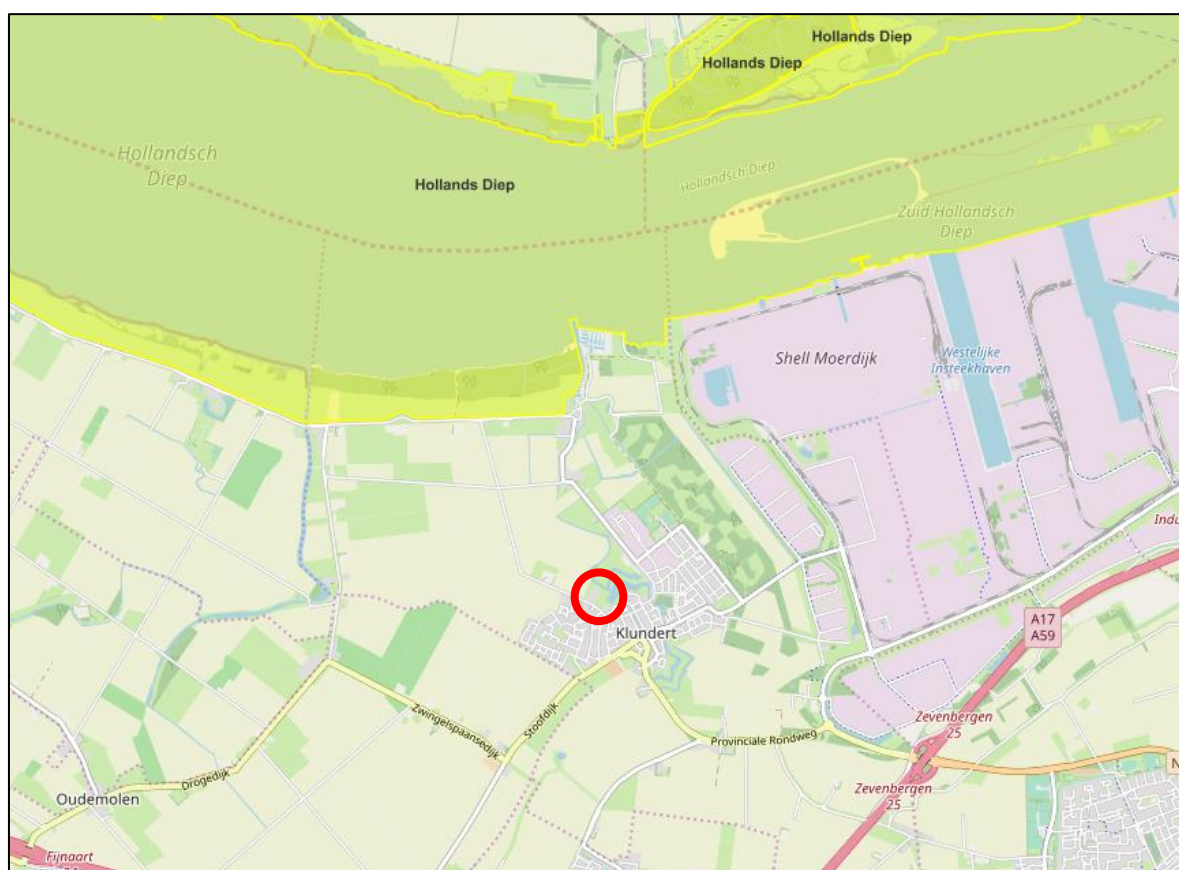 Hollands Diep
Hollands Diep
Hollandsch
Diep
Hollandsch Diep
Hollands Diep
Zuid Hollandsch
Diep
Shell Moerdijk
Westelijke
Insteekhaven
Indu
A17
A59
Klundert
Zwingelspaansedijk
Stoofdijk
Zevenbergen
25
Provinciale Rondweg
Drogedijk
N
Zevenbergen
25
Oudemolen
Fijnaart